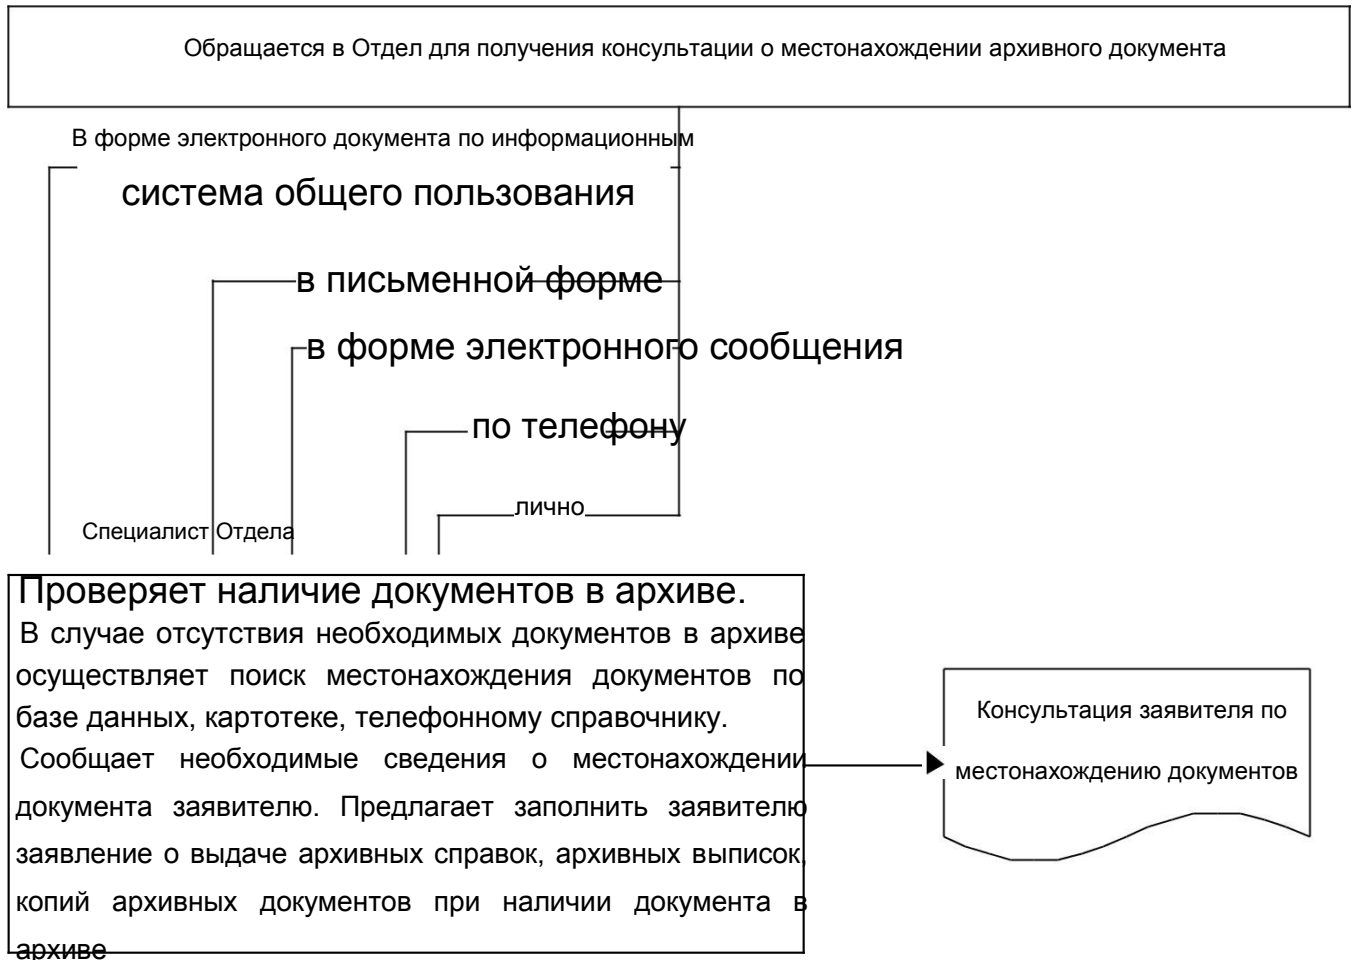 Обращается в Отдел для получения консультации о местонахождении архивного документа
В форме электронного документа по информационным
система общего пользования
в письменной форме
в форме электронного сообщения
по телефону
лично
Специалист Отдела
Проверяет наличие документов в архиве.
В случае отсутствия необходимых документов в архиве
осуществляет поиск местонахождения документов по
базе данных, картотеке, телефонному справочнику.
Сообщает необходимые сведения о местонахождении
документа заявителю. Предлагает заполнить заявителю
заявление о выдаче архивных справок, архивных выписок,
копий архивных документов при наличии документа в
архиве
Консультация заявителя по
местонахождению документов